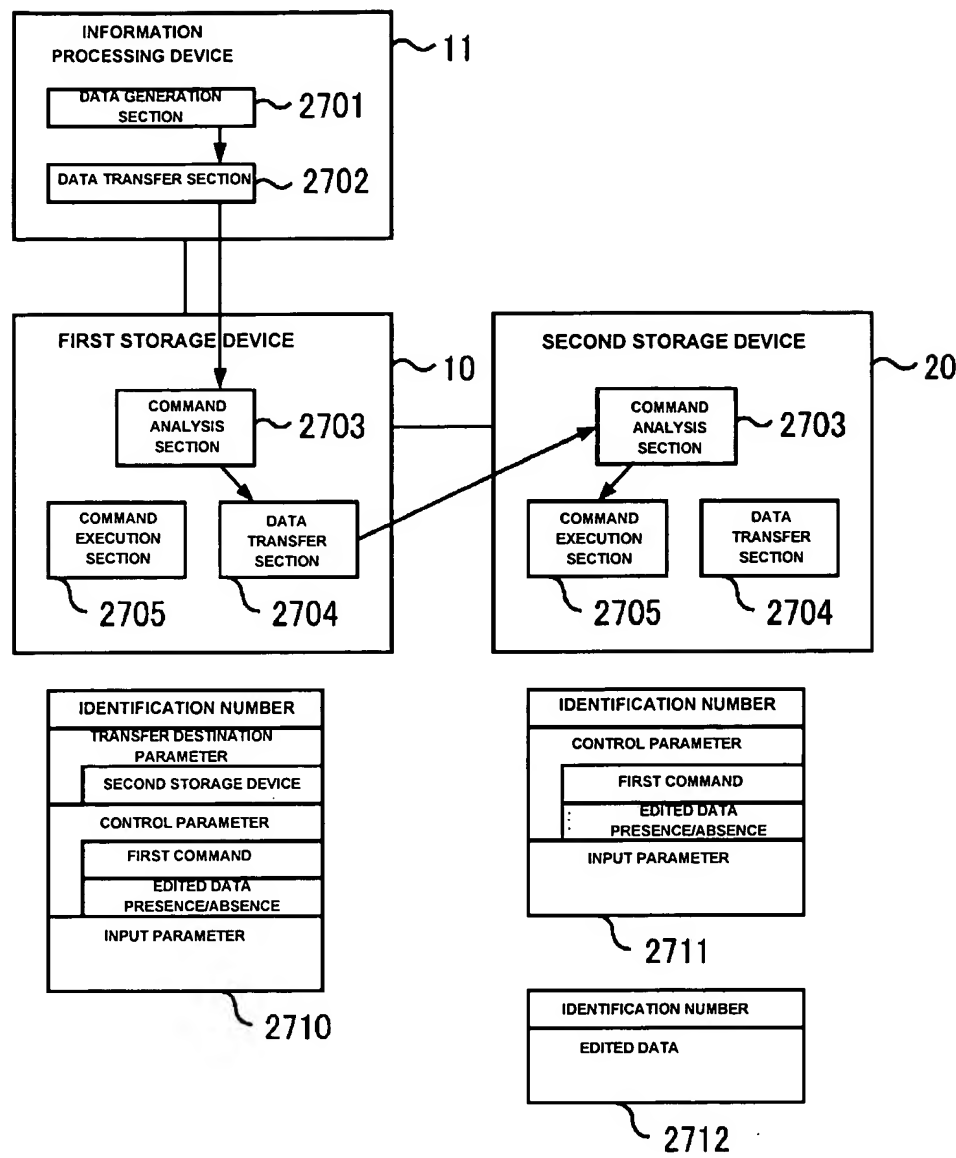 INFORMATION
PROCESSING DEVICE
11
DATA GENERATION
SECTION
2701
DATA TRANSFER SECTION
2702
FIRST STORAGE DEVICE
10
COMMAND
ANALYSIS
SECTION
2703
COMMAND
EXECUTION
SECTION
2705
DATA
TRANSFER
SECTION
2704
SECOND STORAGE DEVICE
20
COMMAND
ANALYSIS
SECTION
2703
COMMAND
EXECUTION
SECTION
2705
DATA
TRANSFER
SECTION
2704
IDENTIFICATION NUMBER
TRANSFER DESTINATION
PARAMETER
SECOND STORAGE DEVICE
CONTROL PARAMETER
FIRST COMMAND
EDITED DATA
PRESENCE/ABSENCE
INPUT PARAMETER
2710
IDENTIFICATION NUMBER
CONTROL PARAMETER
FIRST COMMAND
EDITED DATA
PRESENCE/ABSENCE
INPUT PARAMETER
2711
IDENTIFICATION NUMBER
EDITED DATA
2712